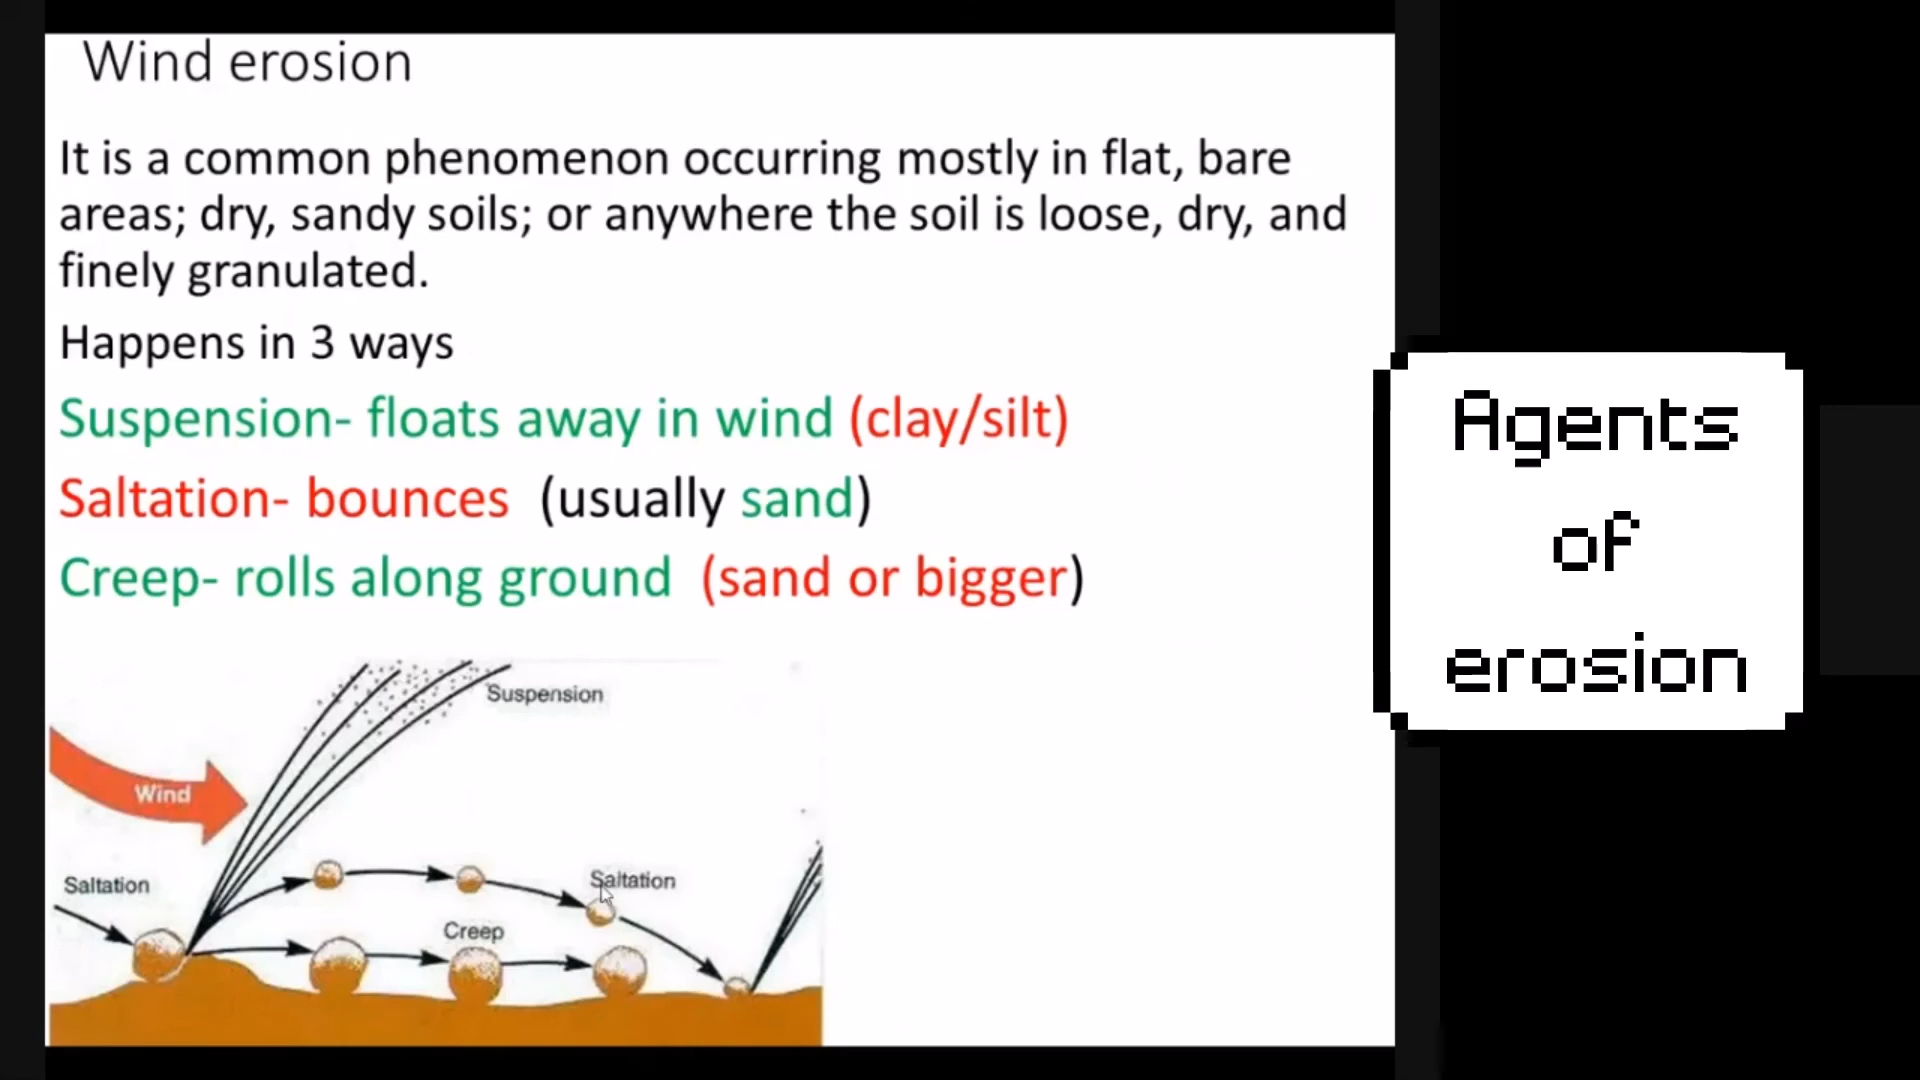 Wind erosion
It is a common phenomenon occurring mostly in flat, bare
areas; dry, sandy soils; or anywhere the soil is loose, dry, and
finely granulated.
Happens in 3 ways
Suspension- floats away in wind (clay/silt)
Saltation- bounces (usually sand)
Creep- rolls along ground (sand or bigger)
Suspension
Wind
Saltation
Saltation
Creep
Agents
of
erosion